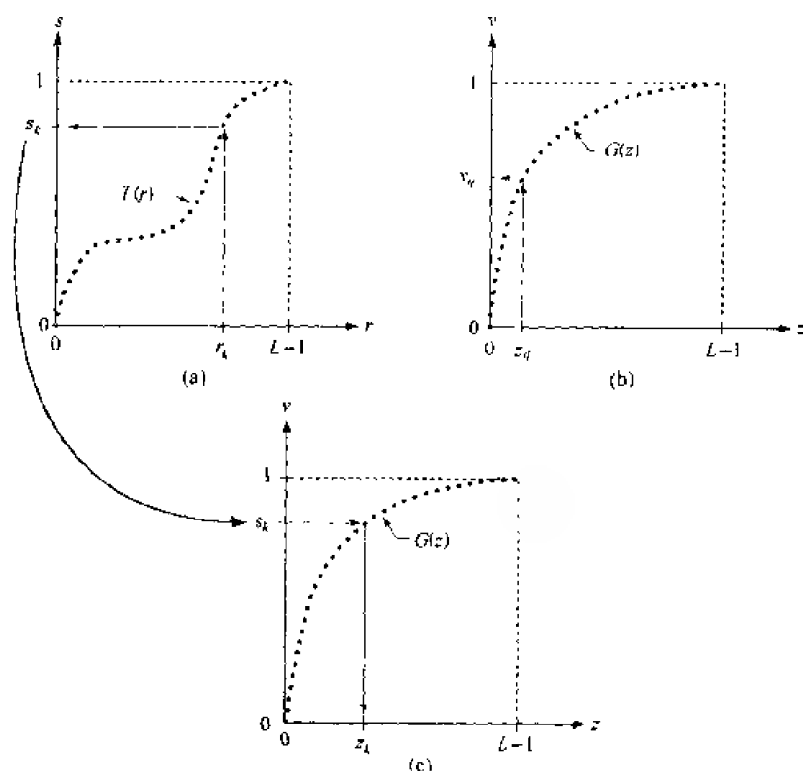 s
1
s_k
T(r)
0
0
r_k
L−1
r
(a)
v
1
G(z)
v_q
0
0
z_q
L−1
(b)
v
1
s_k
G(z)
0
0
z_k
L−1
z
(c)